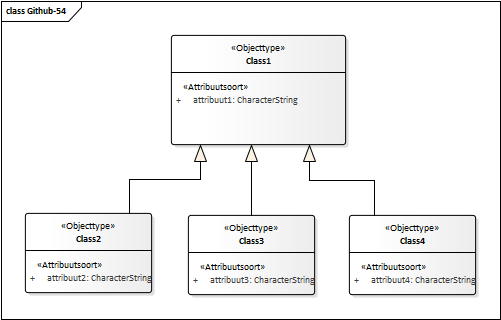 class Github-54
«Objecttype»
Class1
«Attribuutsoort»
+ attribuut1: CharacterString
«Objecttype»
Class2
«Attribuutsoort»
+ attribuut2: CharacterString
«Objecttype»
Class3
«Attribuutsoort»
+ attribuut3: CharacterString
«Objecttype»
Class4
«Attribuutsoort»
+ attribuut4: CharacterString